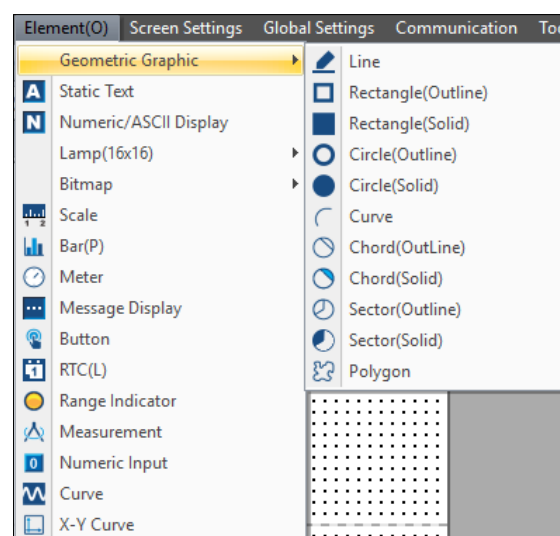 Element(O) Screen Settings Global Settings Communication
Geometric Graphic
Static Text
Numeric/ASCII Display
Lamp(16x16)
Bitmap
Scale
Bar(P)
Meter
Message Display
Button
RTC(L)
Range Indicator
Measurement
Numeric Input
Curve
X-Y Curve
Line
Rectangle(Outline)
Rectangle(Solid)
Circle(Outline)
Circle(Solid)
Curve
Chord(OutLine)
Chord(Solid)
Sector(Outline)
Sector(Solid)
Polygon